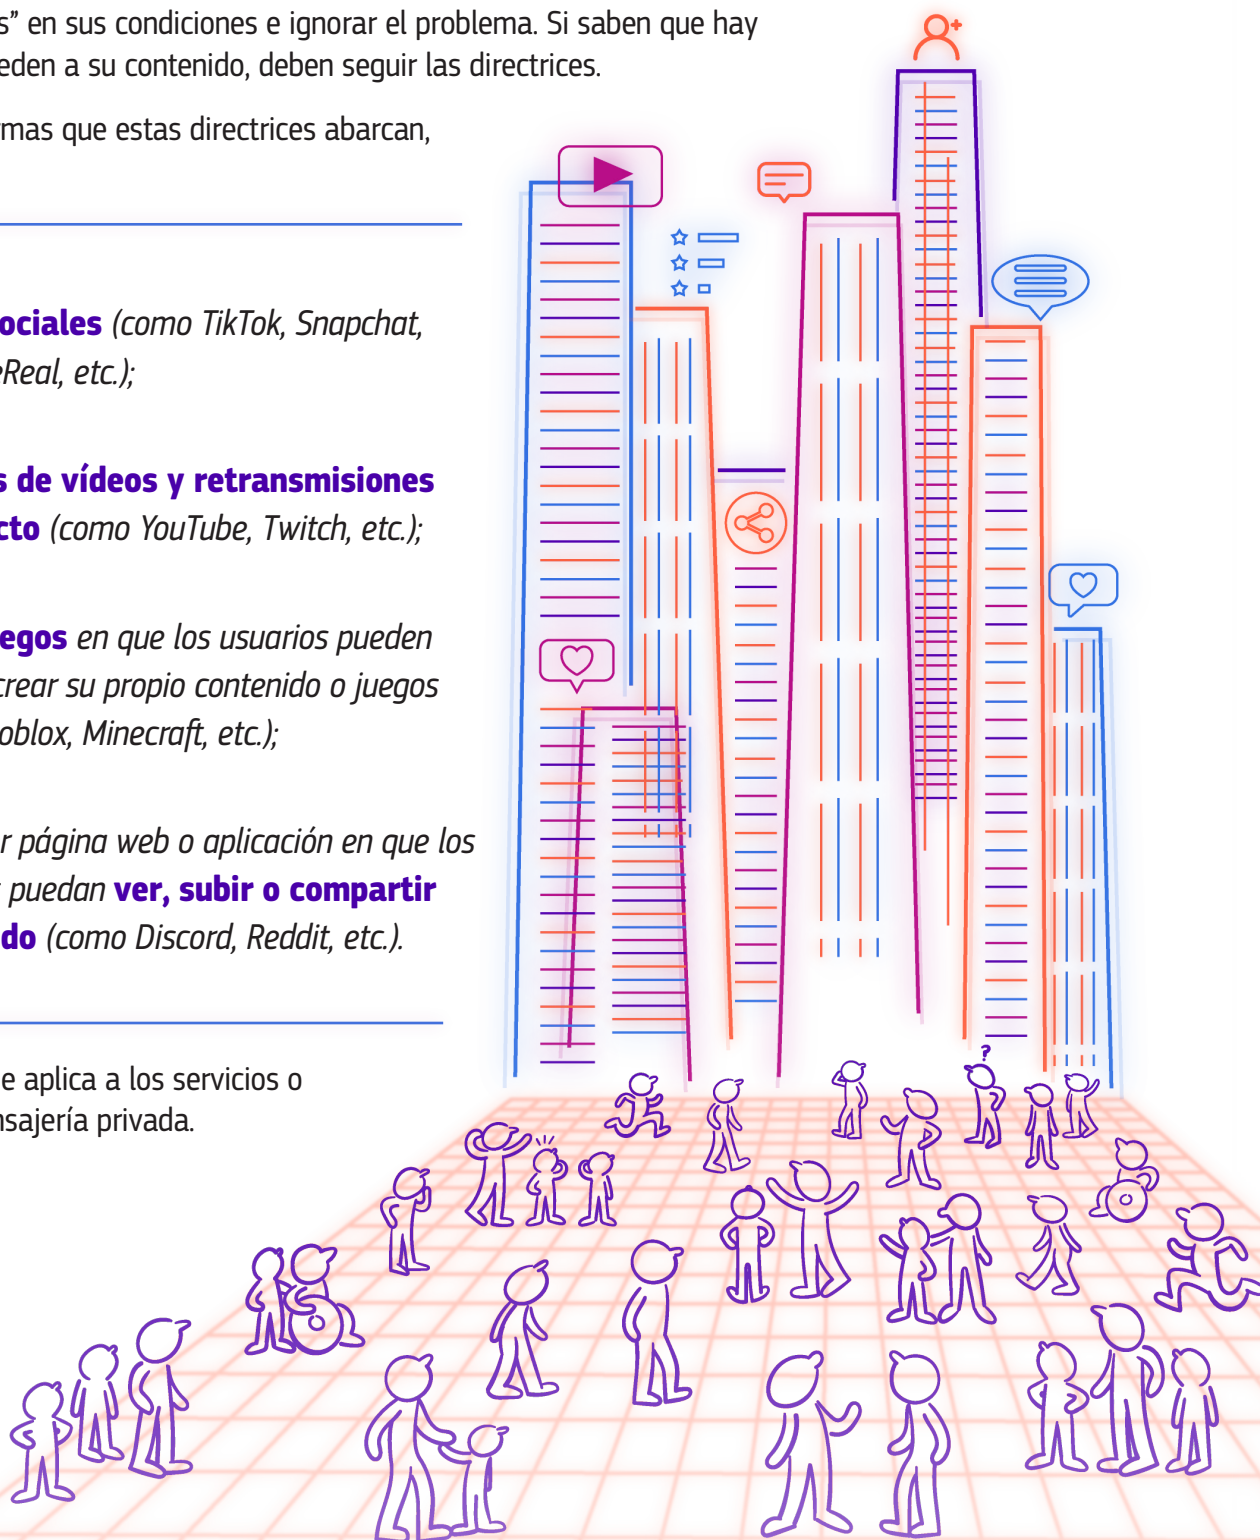 s” en sus condiciones e ignorar el problema. Si saben que hay
eden a su contenido, deben seguir las directrices.
rmas que estas directrices abarcan,
ociales (como TikTok, Snapchat,
eReal, etc.);
s de vídeos y retransmisiones
cto (como YouTube, Twitch, etc.);
egos en que los usuarios pueden
crear su propio contenido o juegos
oblox, Minecraft, etc.);
r página web o aplicación en que los
puedan ver, subir o compartir
do (como Discord, Reddit, etc.).
e aplica a los servicios o
nsajería privada.
?